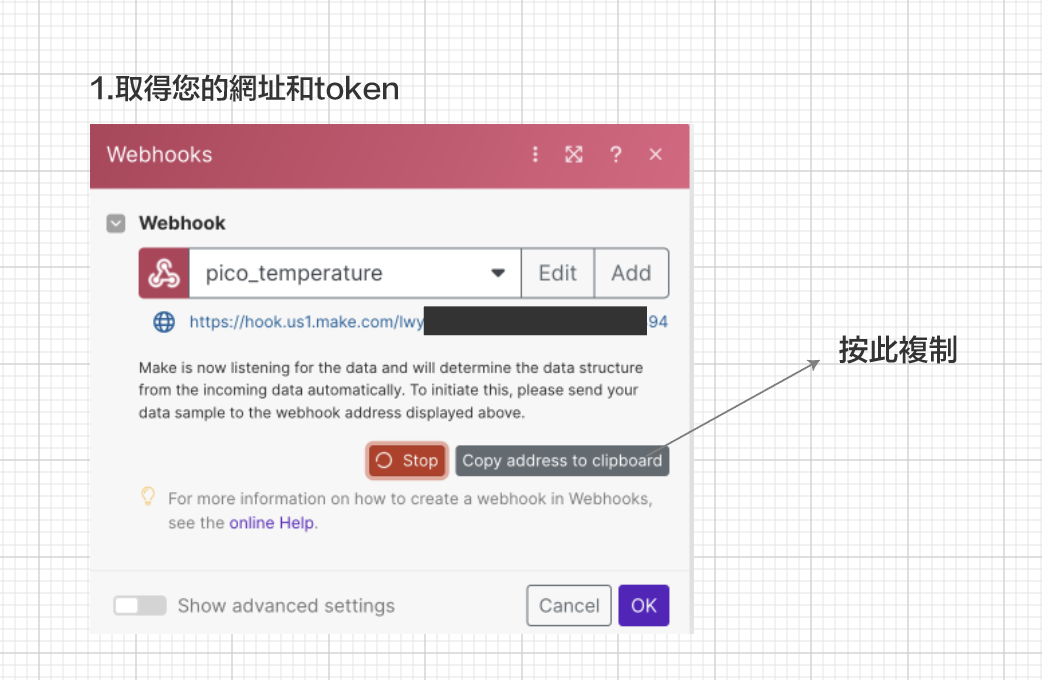 1.取得您的網址和token
Webhooks
Webhook
pico_temperature
Edit
Add
https://hook.us1.make.com/lwy
94
按此複制
Make is now listening for the data and will determine the data structure
from the incoming data automatically. To initiate this, please send your
data sample to the webhook address displayed above.
Stop
Copy address to clipboard
For more information on how to create a webhook in Webhooks,
see the online Help.
Show advanced settings
Cancel
OK